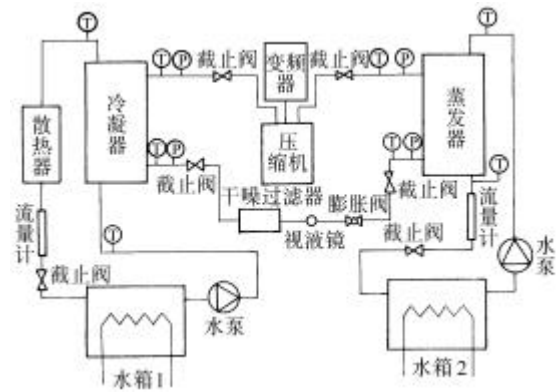 T
T
T P
截止阀
变频器
截止阀
T P
冷凝器
蒸发器
散热器
压缩机
T P
截止阀
T P
截止阀
T
干噪过滤器
膨胀阀
视液镜
流量计
流量计
T
截止阀
截止阀
水泵
水泵
水箱1
水箱2